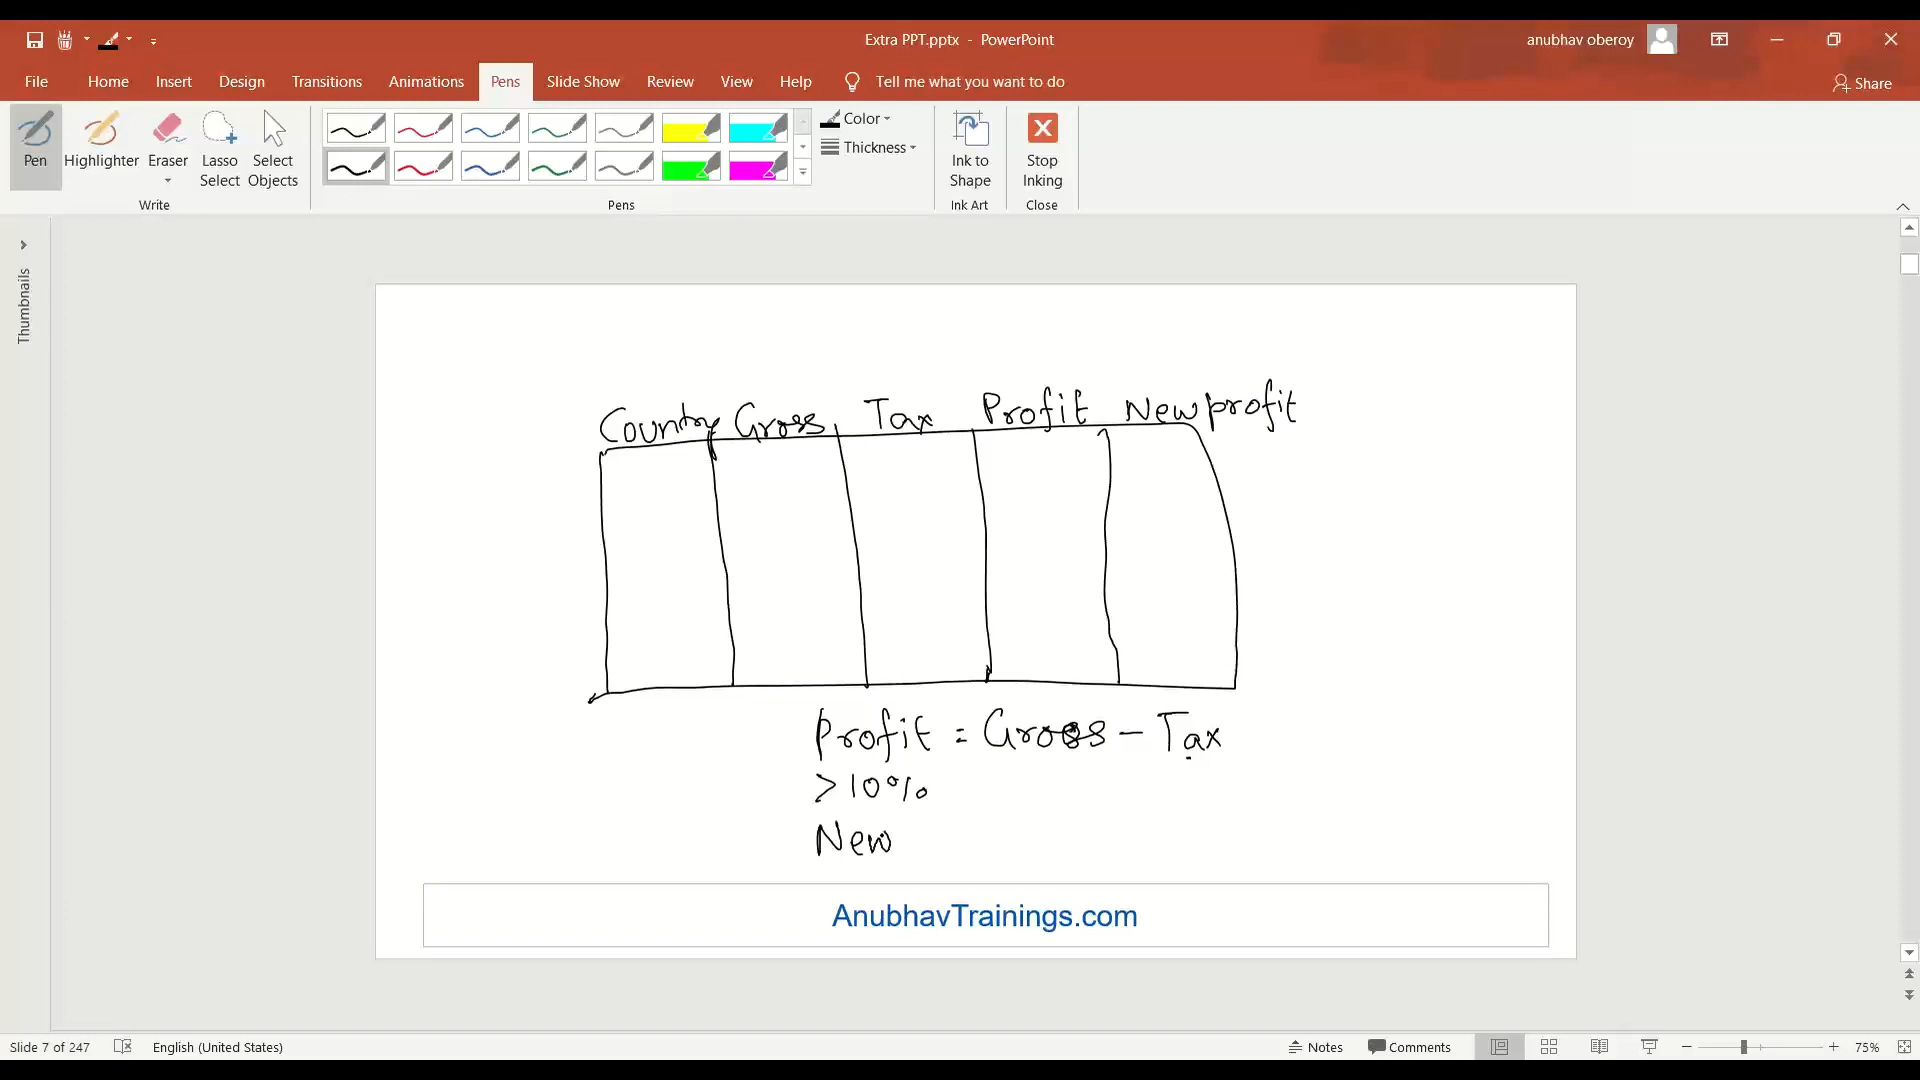 Extra PPT.pptx - PowerPoint
anubhav oberoy
File Home Insert Design Transitions Animations Pens Slide Show Review View Help Tell me what you want to do
Share
Pen Highlighter Eraser Lasso Select Select Objects
Color
Thickness
Ink to Shape
Stop Inking
Write Pens Ink Art Close
Thumbnails
Country Gross Tax Profit New profit
Profit = Gross - Tax
>10%
New
AnubhavTrainings.com
Slide 7 of 247 English (United States) Notes Comments 75%